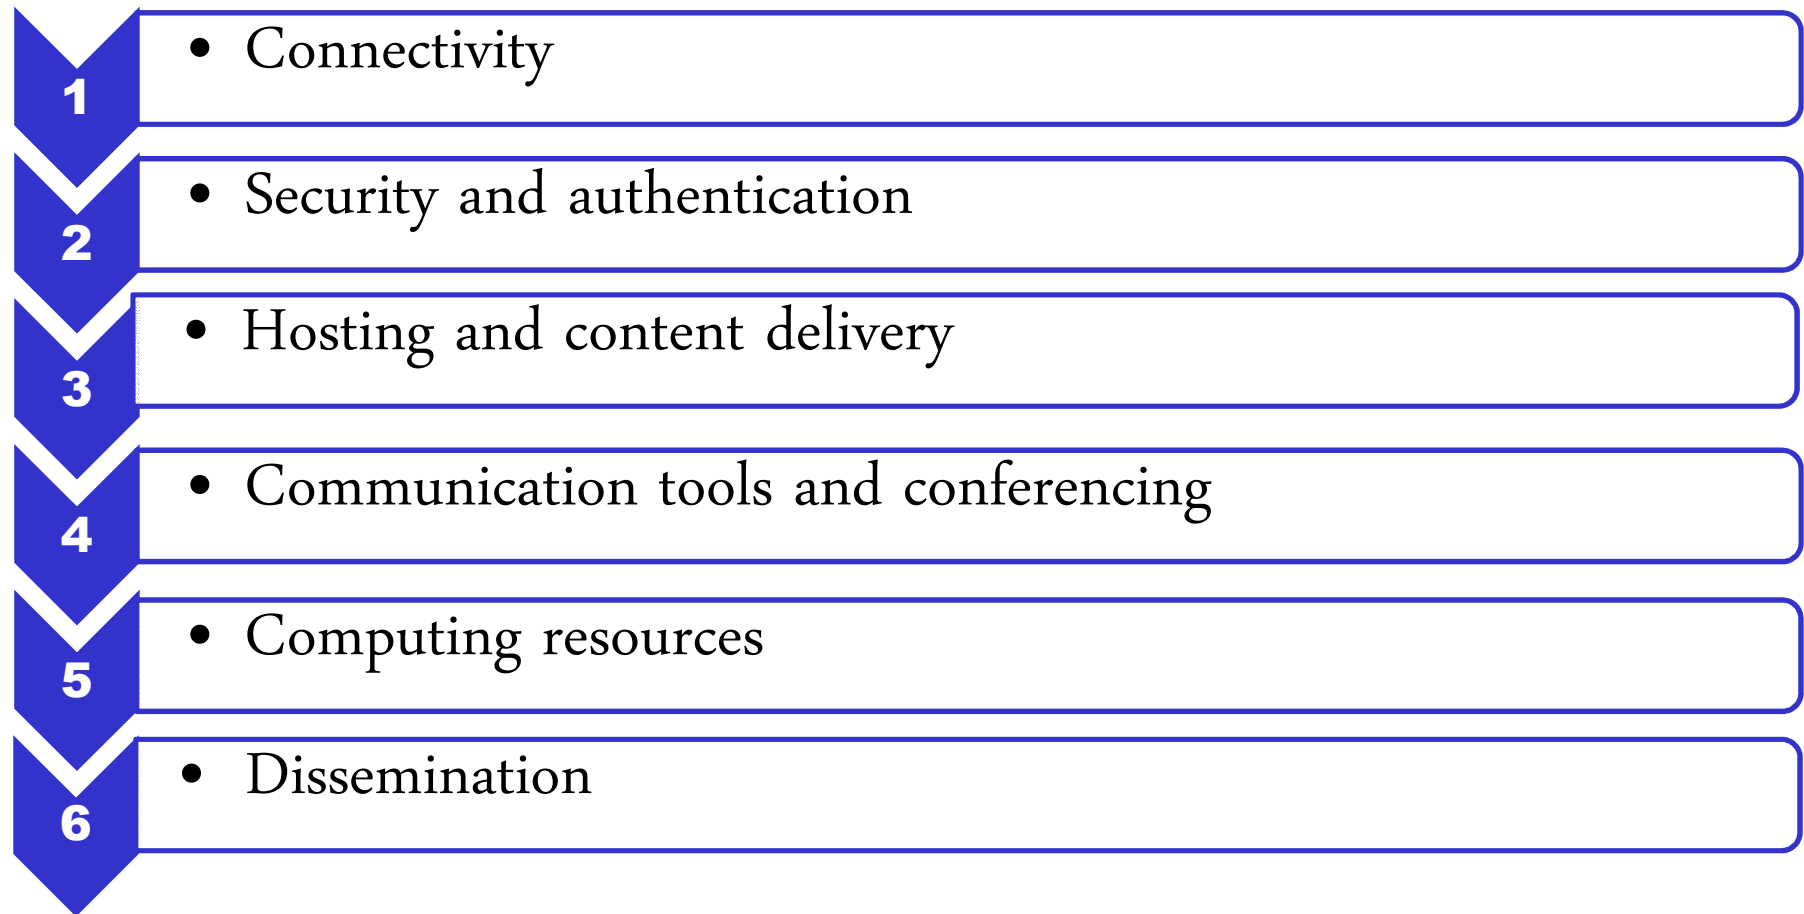 1
• Connectivity
2
• Security and authentication
3
• Hosting and content delivery
4
• Communication tools and conferencing
5
• Computing resources
6
• Dissemination